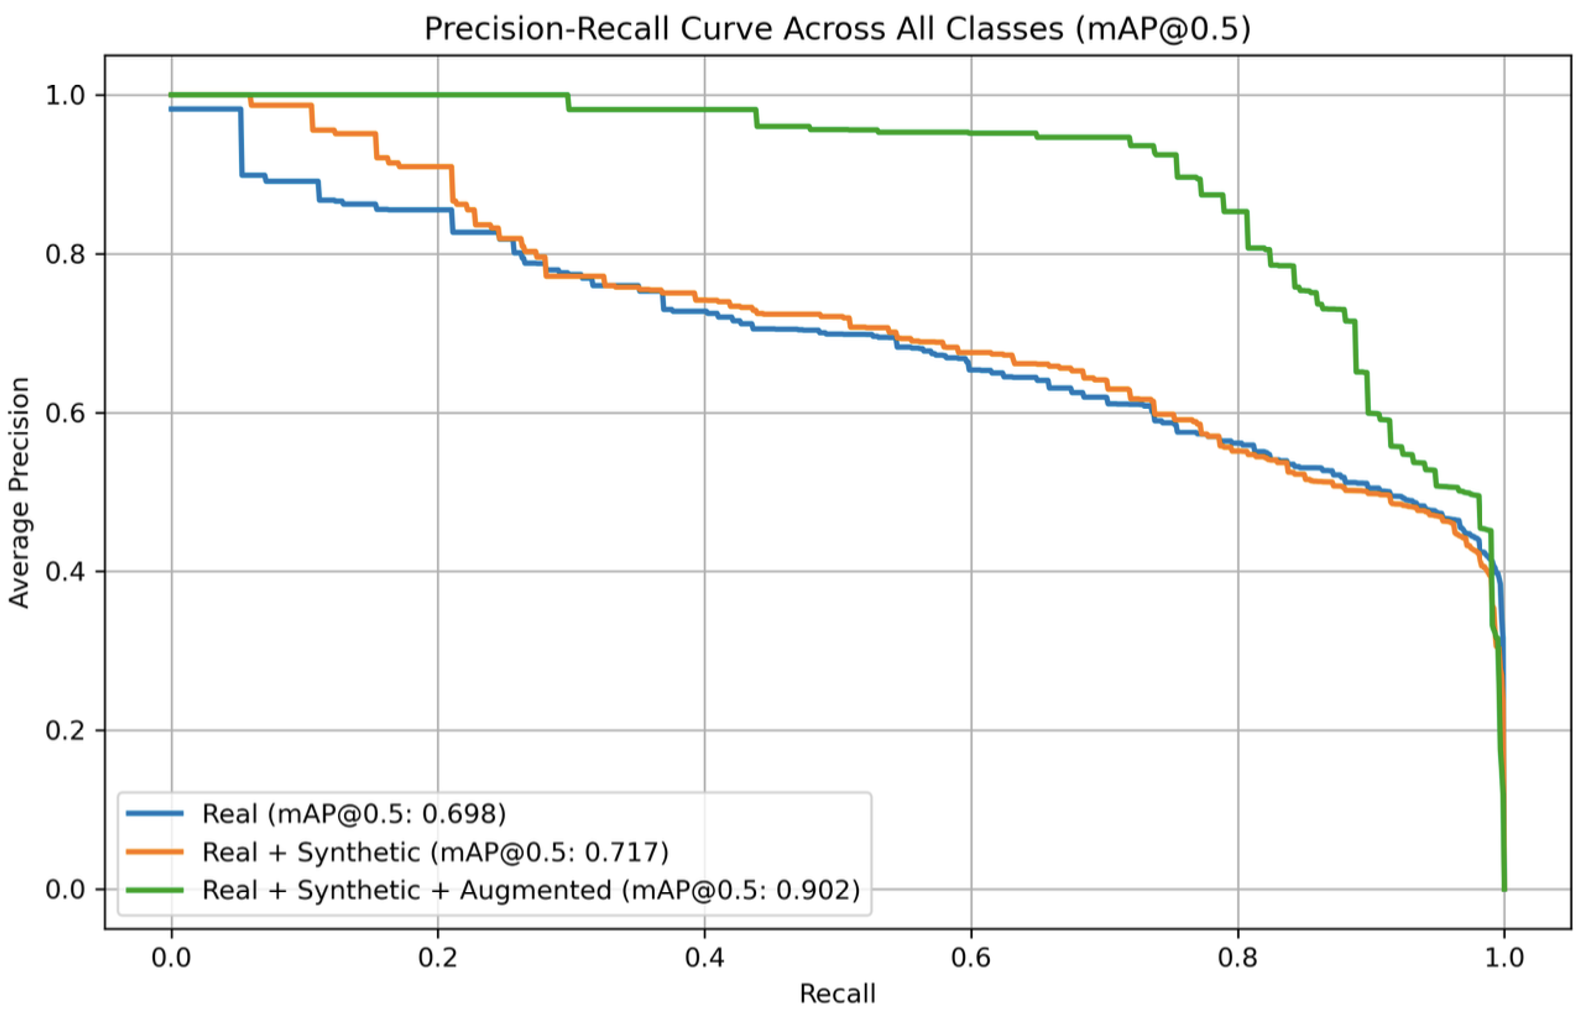 Precision-Recall Curve Across All Classes (mAP@0.5)
Average Precision
1.0
0.8
0.6
0.4
0.2
0.0
Real (mAP@0.5: 0.698)
Real + Synthetic (mAP@0.5: 0.717)
Real + Synthetic + Augmented (mAP@0.5: 0.902)
0.0 0.2 0.4 0.6 0.8 1.0
Recall